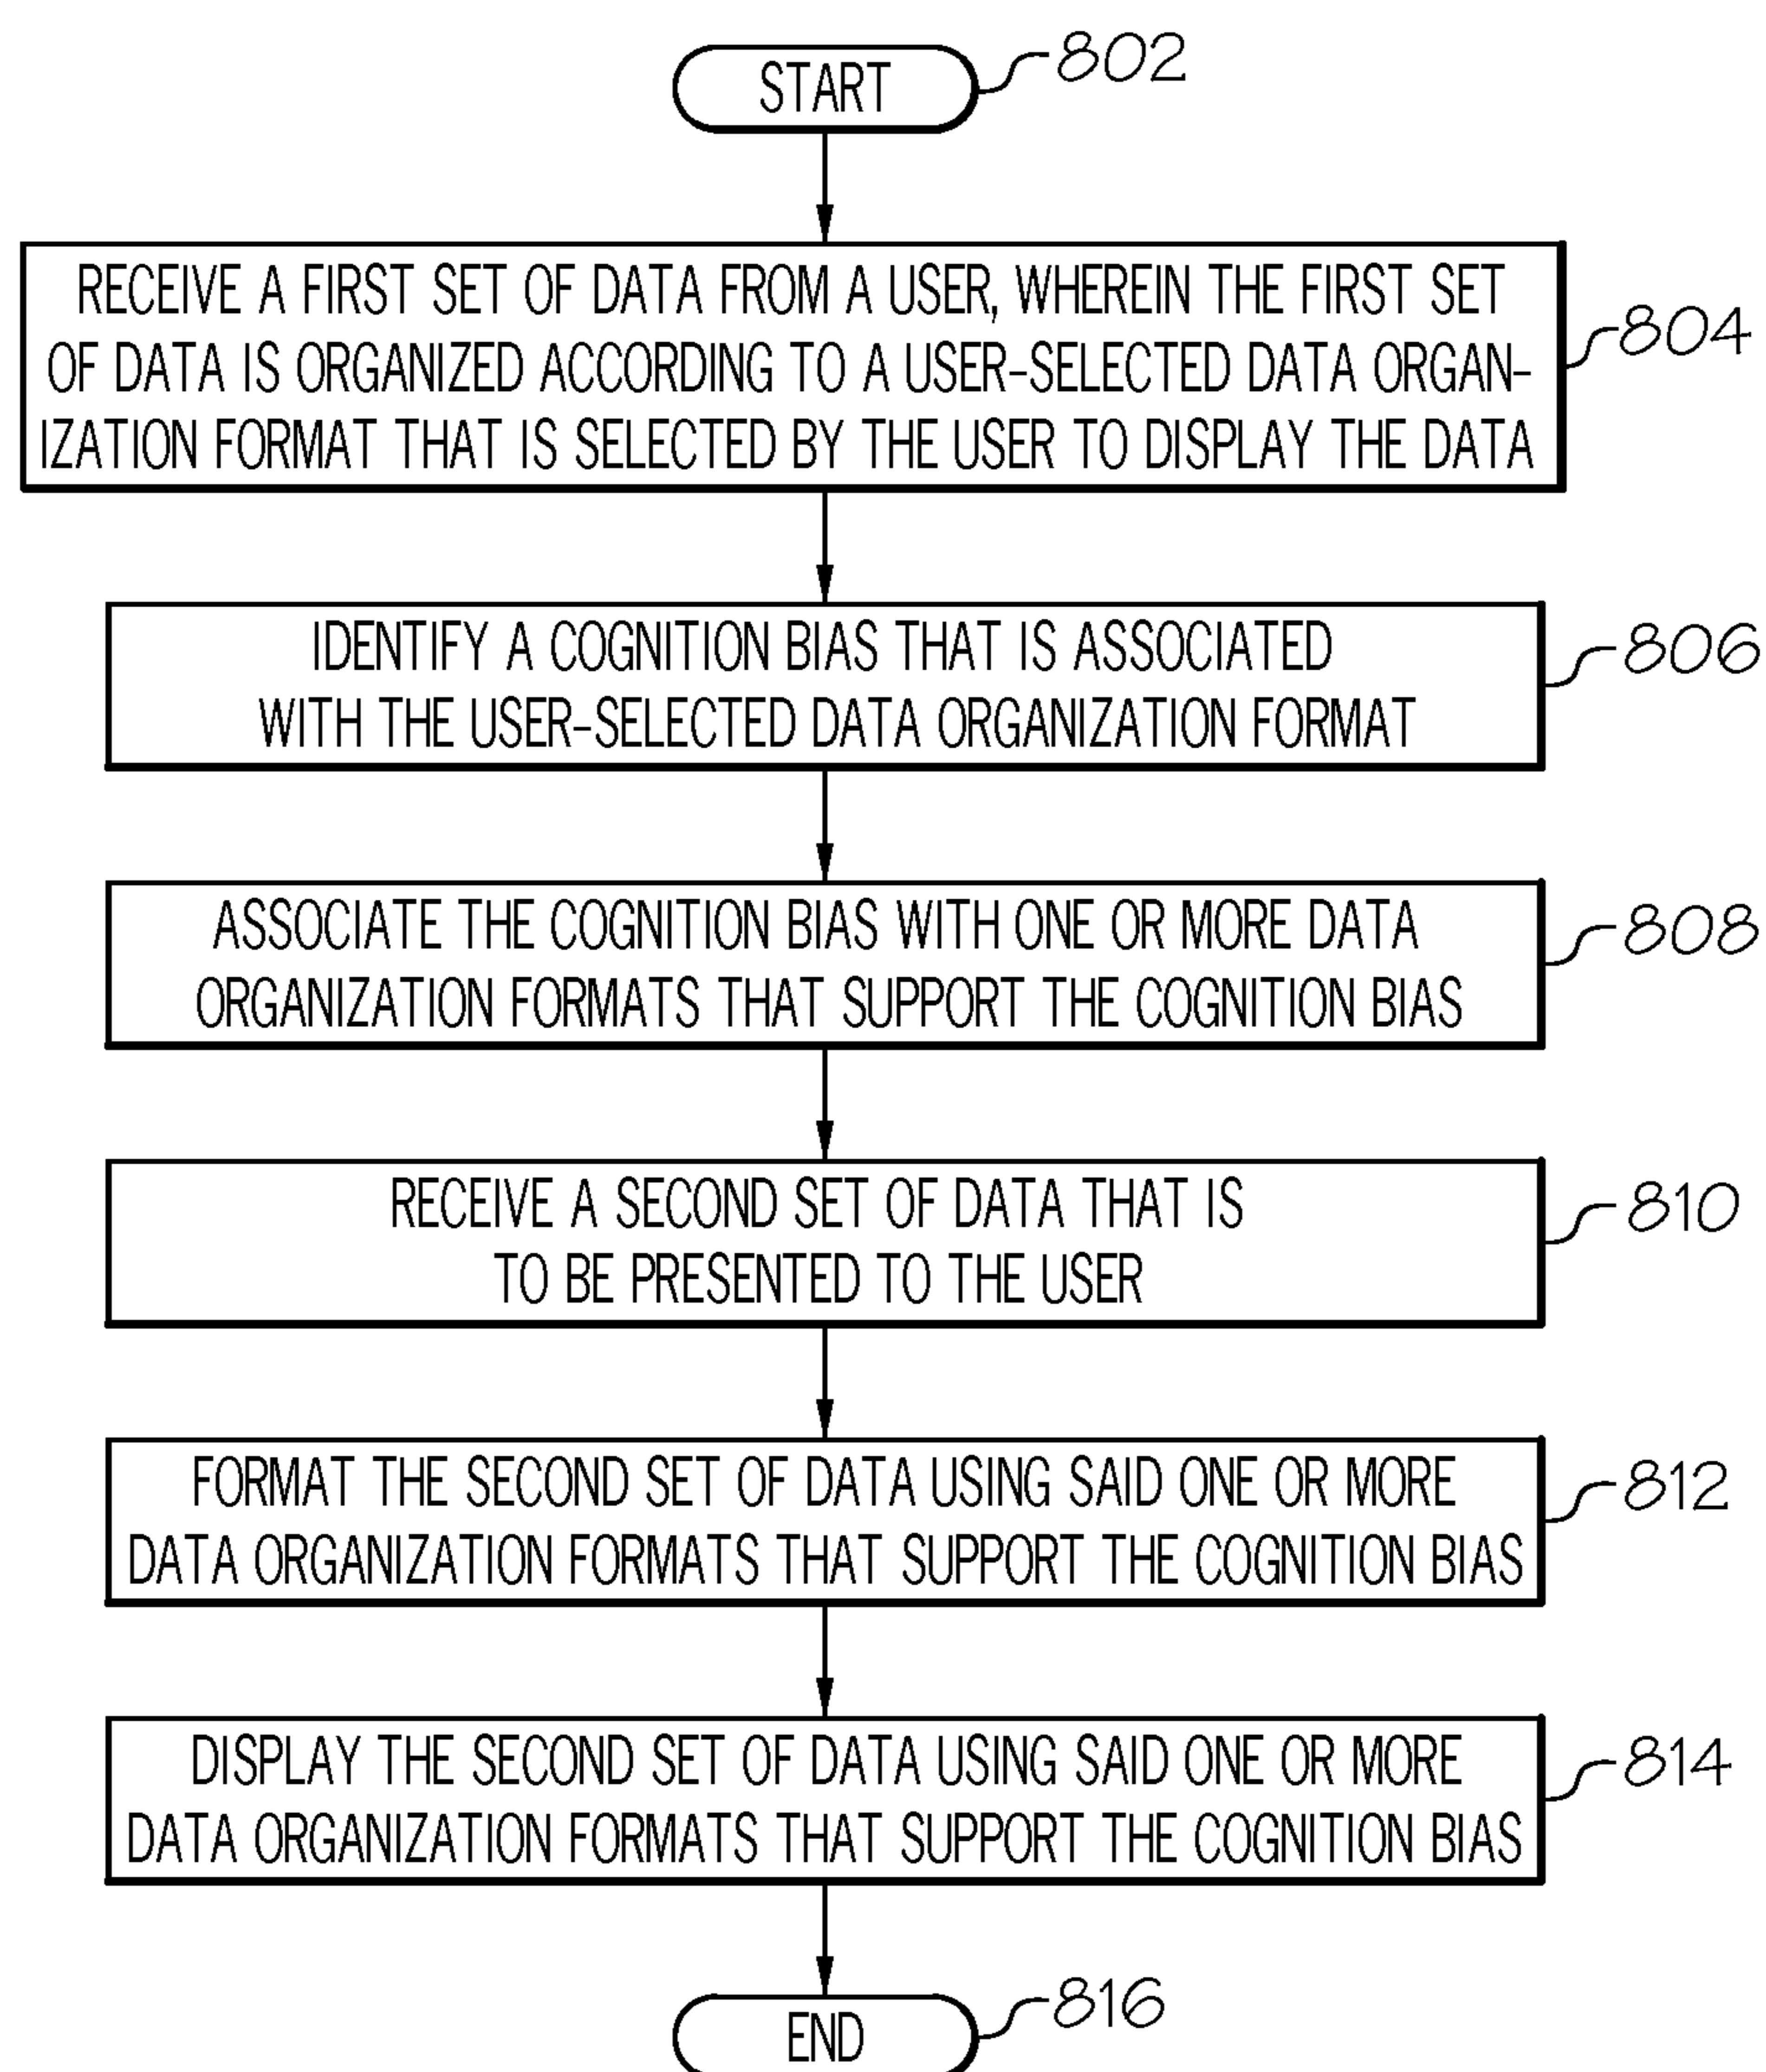 START
802
RECEIVE A FIRST SET OF DATA FROM A USER, WHEREIN THE FIRST SET
OF DATA IS ORGANIZED ACCORDING TO A USER-SELECTED DATA ORGAN-
IZATION FORMAT THAT IS SELECTED BY THE USER TO DISPLAY THE DATA
804
IDENTIFY A COGNITION BIAS THAT IS ASSOCIATED
WITH THE USER-SELECTED DATA ORGANIZATION FORMAT
806
ASSOCIATE THE COGNITION BIAS WITH ONE OR MORE DATA
ORGANIZATION FORMATS THAT SUPPORT THE COGNITION BIAS
808
RECEIVE A SECOND SET OF DATA THAT IS
TO BE PRESENTED TO THE USER
810
FORMAT THE SECOND SET OF DATA USING SAID ONE OR MORE
DATA ORGANIZATION FORMATS THAT SUPPORT THE COGNITION BIAS
812
DISPLAY THE SECOND SET OF DATA USING SAID ONE OR MORE
DATA ORGANIZATION FORMATS THAT SUPPORT THE COGNITION BIAS
814
END
816